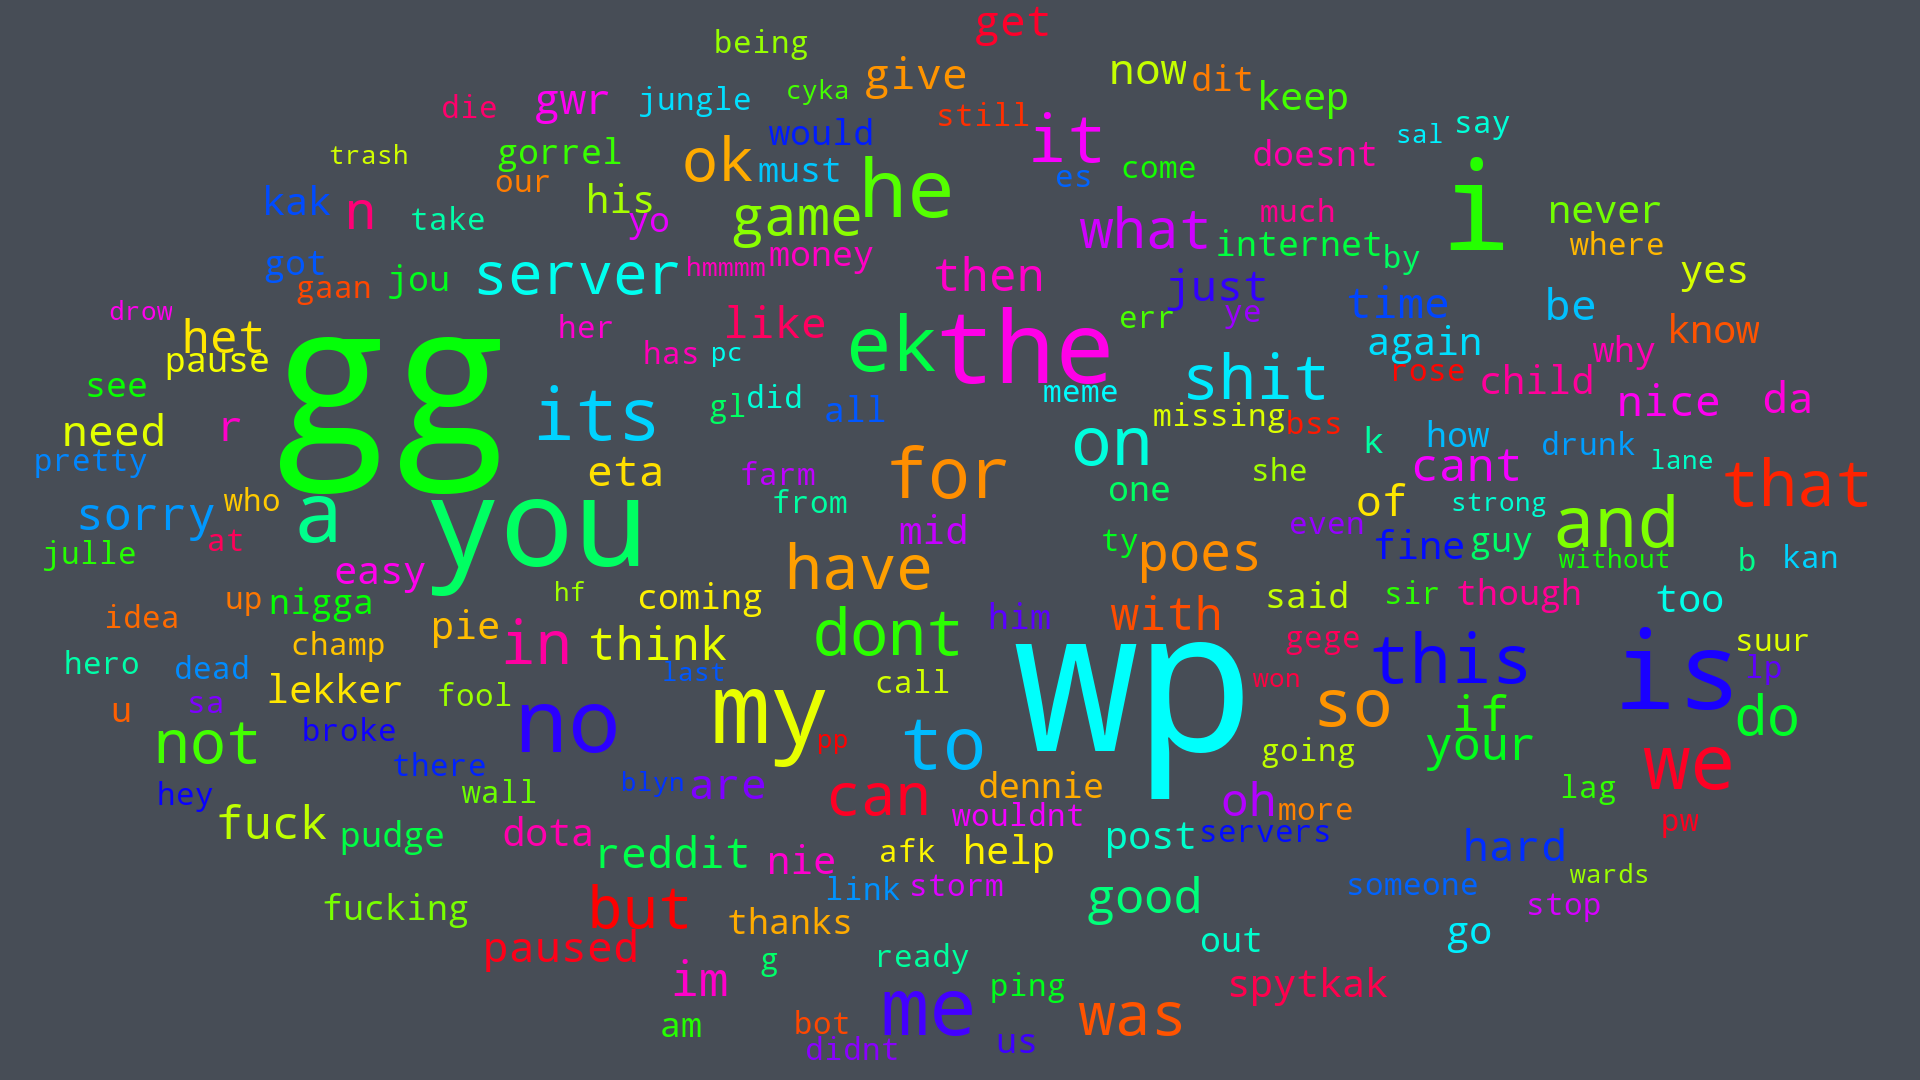 get
being
give
now
dit
keep
cyka
jungle
gwr
die
still
it
would
say
sal
doesnt
i
trash
gorrel
ok
must
he
come
es
our
his
kak
n
take
yo
game
what
much
internet
by
never
where
got
gaan
jou
server
hmmmm
money
then
just
ye
time
be
yes
drow
het
pause
gg
her
like
has
pc
ek
the
err
again
know
why
see
its
gl
did
all
meme
shit
rose
child
nice
da
need
r
pretty
missing
bss
k
how
drunk
on
cant
lane
that
eta
farm
for
she
sorry
who
a
you
from
one
of
strong
and
at
mid
even
julle
ty
poes
fine
guy
without
b
kan
easy
have
hf
up
nigga
coming
idea
said
sir
though
too
pie
in
think
dont
him
with
champ
gege
this
is
suur
lp
hero
dead
last
wp
won
lekker
fool
call
sa
u
no
my
so
if
do
broke
pp
to
not
going
your
there
we
hey
wall
blyn
are
can
dennie
oh
more
lag
fuck
wouldnt
servers
pw
pudge
dota
post
reddit
nie
afk
help
hard
wards
link
storm
someone
fucking
but
good
stop
thanks
paused
out
go
g
ready
im
ping
spytkak
me
was
am
bot
didnt
us